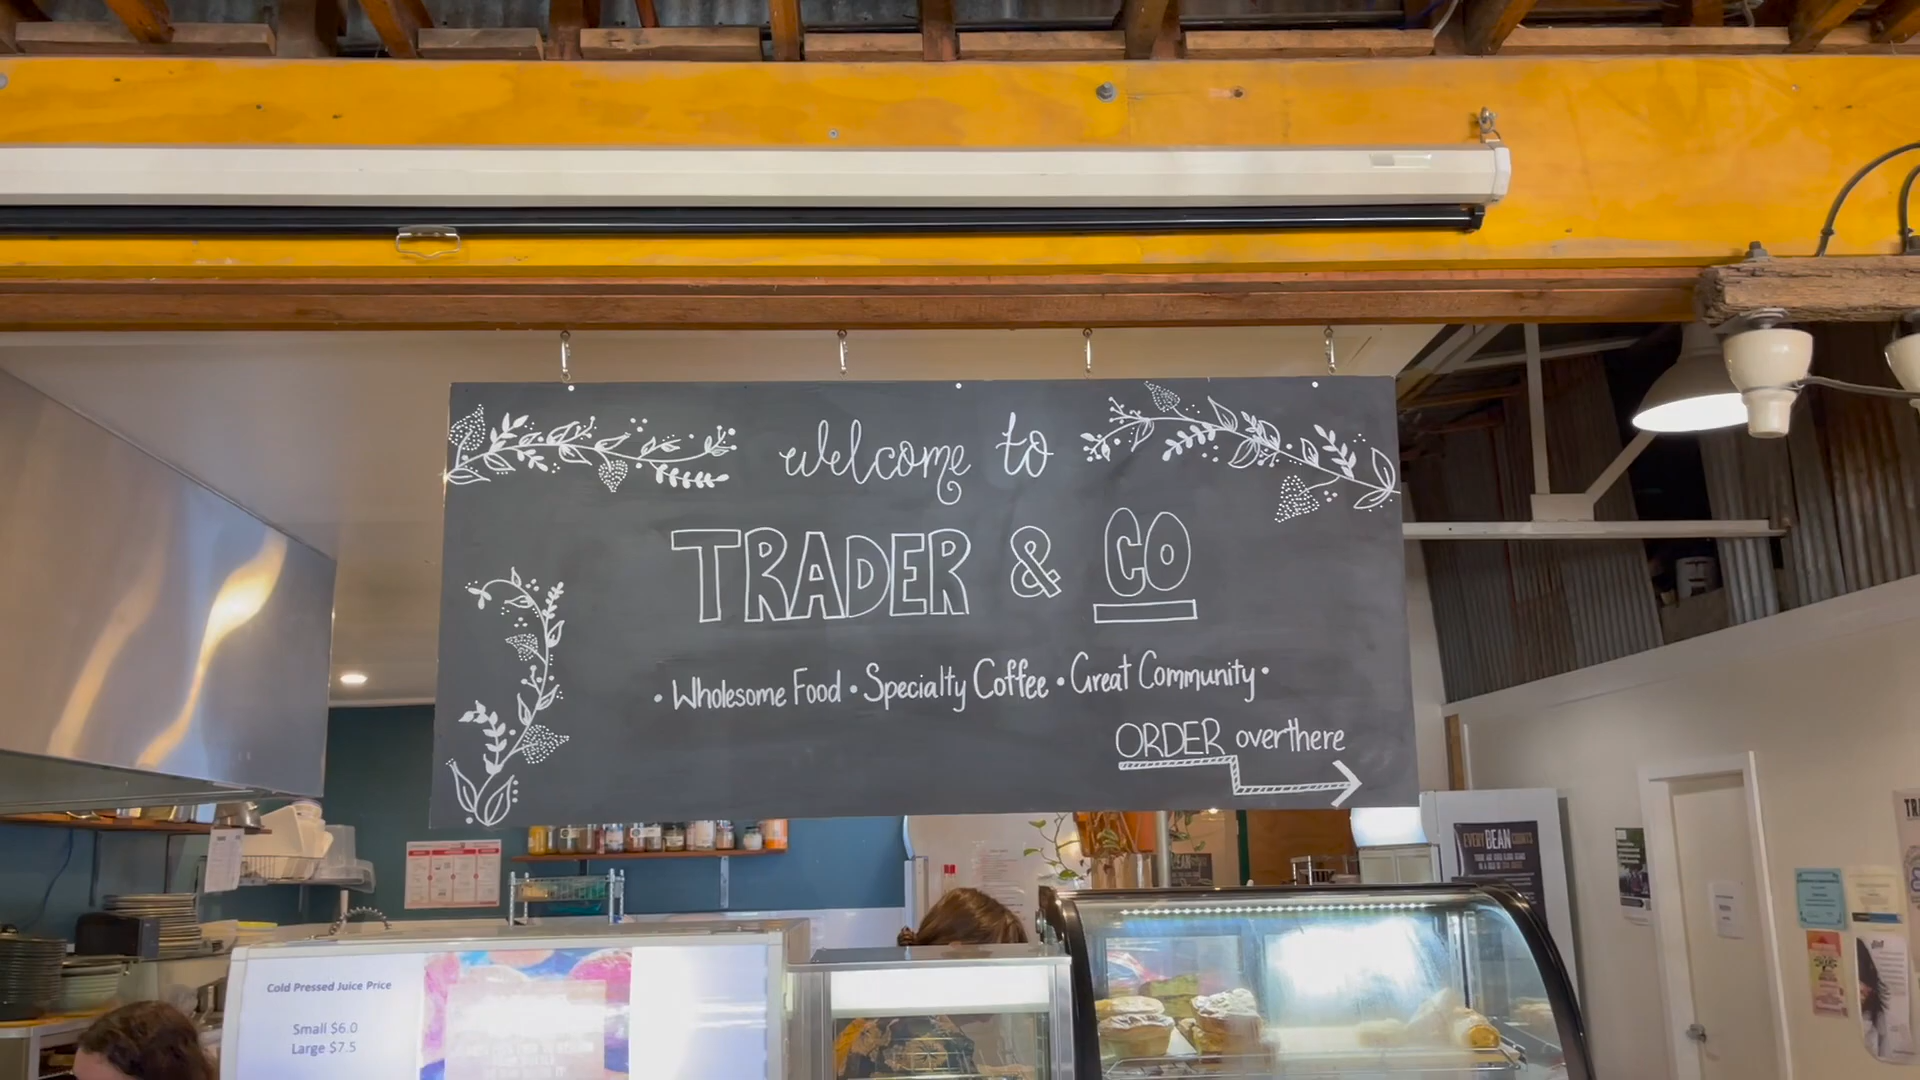 welcome to
TRADER & CO
• Wholesome Food • Specialty Coffee • Great Community •
ORDER overthere
EVERY BEAN COUNTS
Cold Pressed Juice Price
Small $6.0
Large $7.5